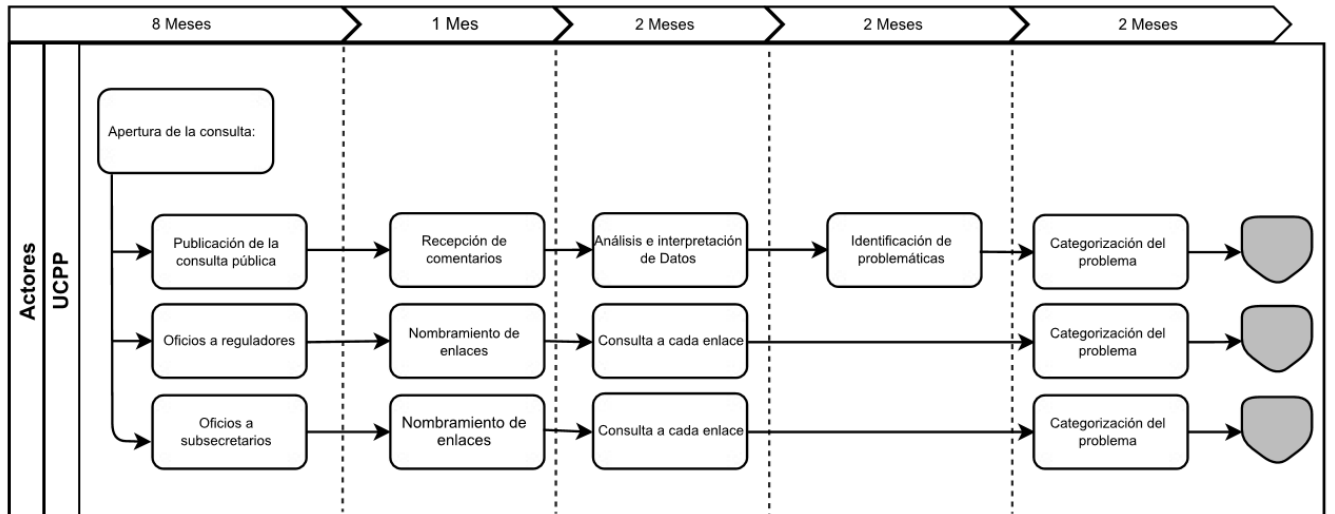 8 Meses
1 Mes
2 Meses
2 Meses
2 Meses
Actores
UCPP
Apertura de la consulta:
Publicación de la
consulta pública
Recepción de
comentarios
Análisis e interpretación
de Datos
Identificación de
problemáticas
Categorización del
problema
Oficios a reguladores
Nombramiento de
enlaces
Consulta a cada enlace
Categorización del
problema
Oficios a
subsecretarios
Nombramiento de
enlaces
Consulta a cada enlace
Categorización del
problema